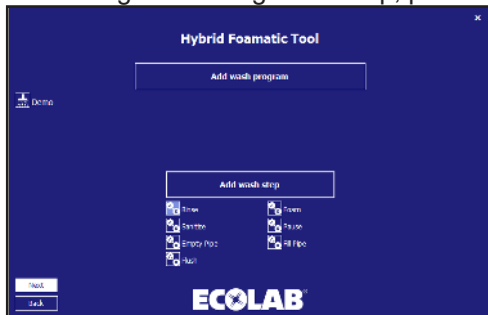 Hybrid Foamatic Tool
×
Add wash program
Demo
Add wash step
Rinse
Foam
Sanitize
Pause
Empty Pipe
Fill Pipe
Flush
Next
Back
ECOLAB®